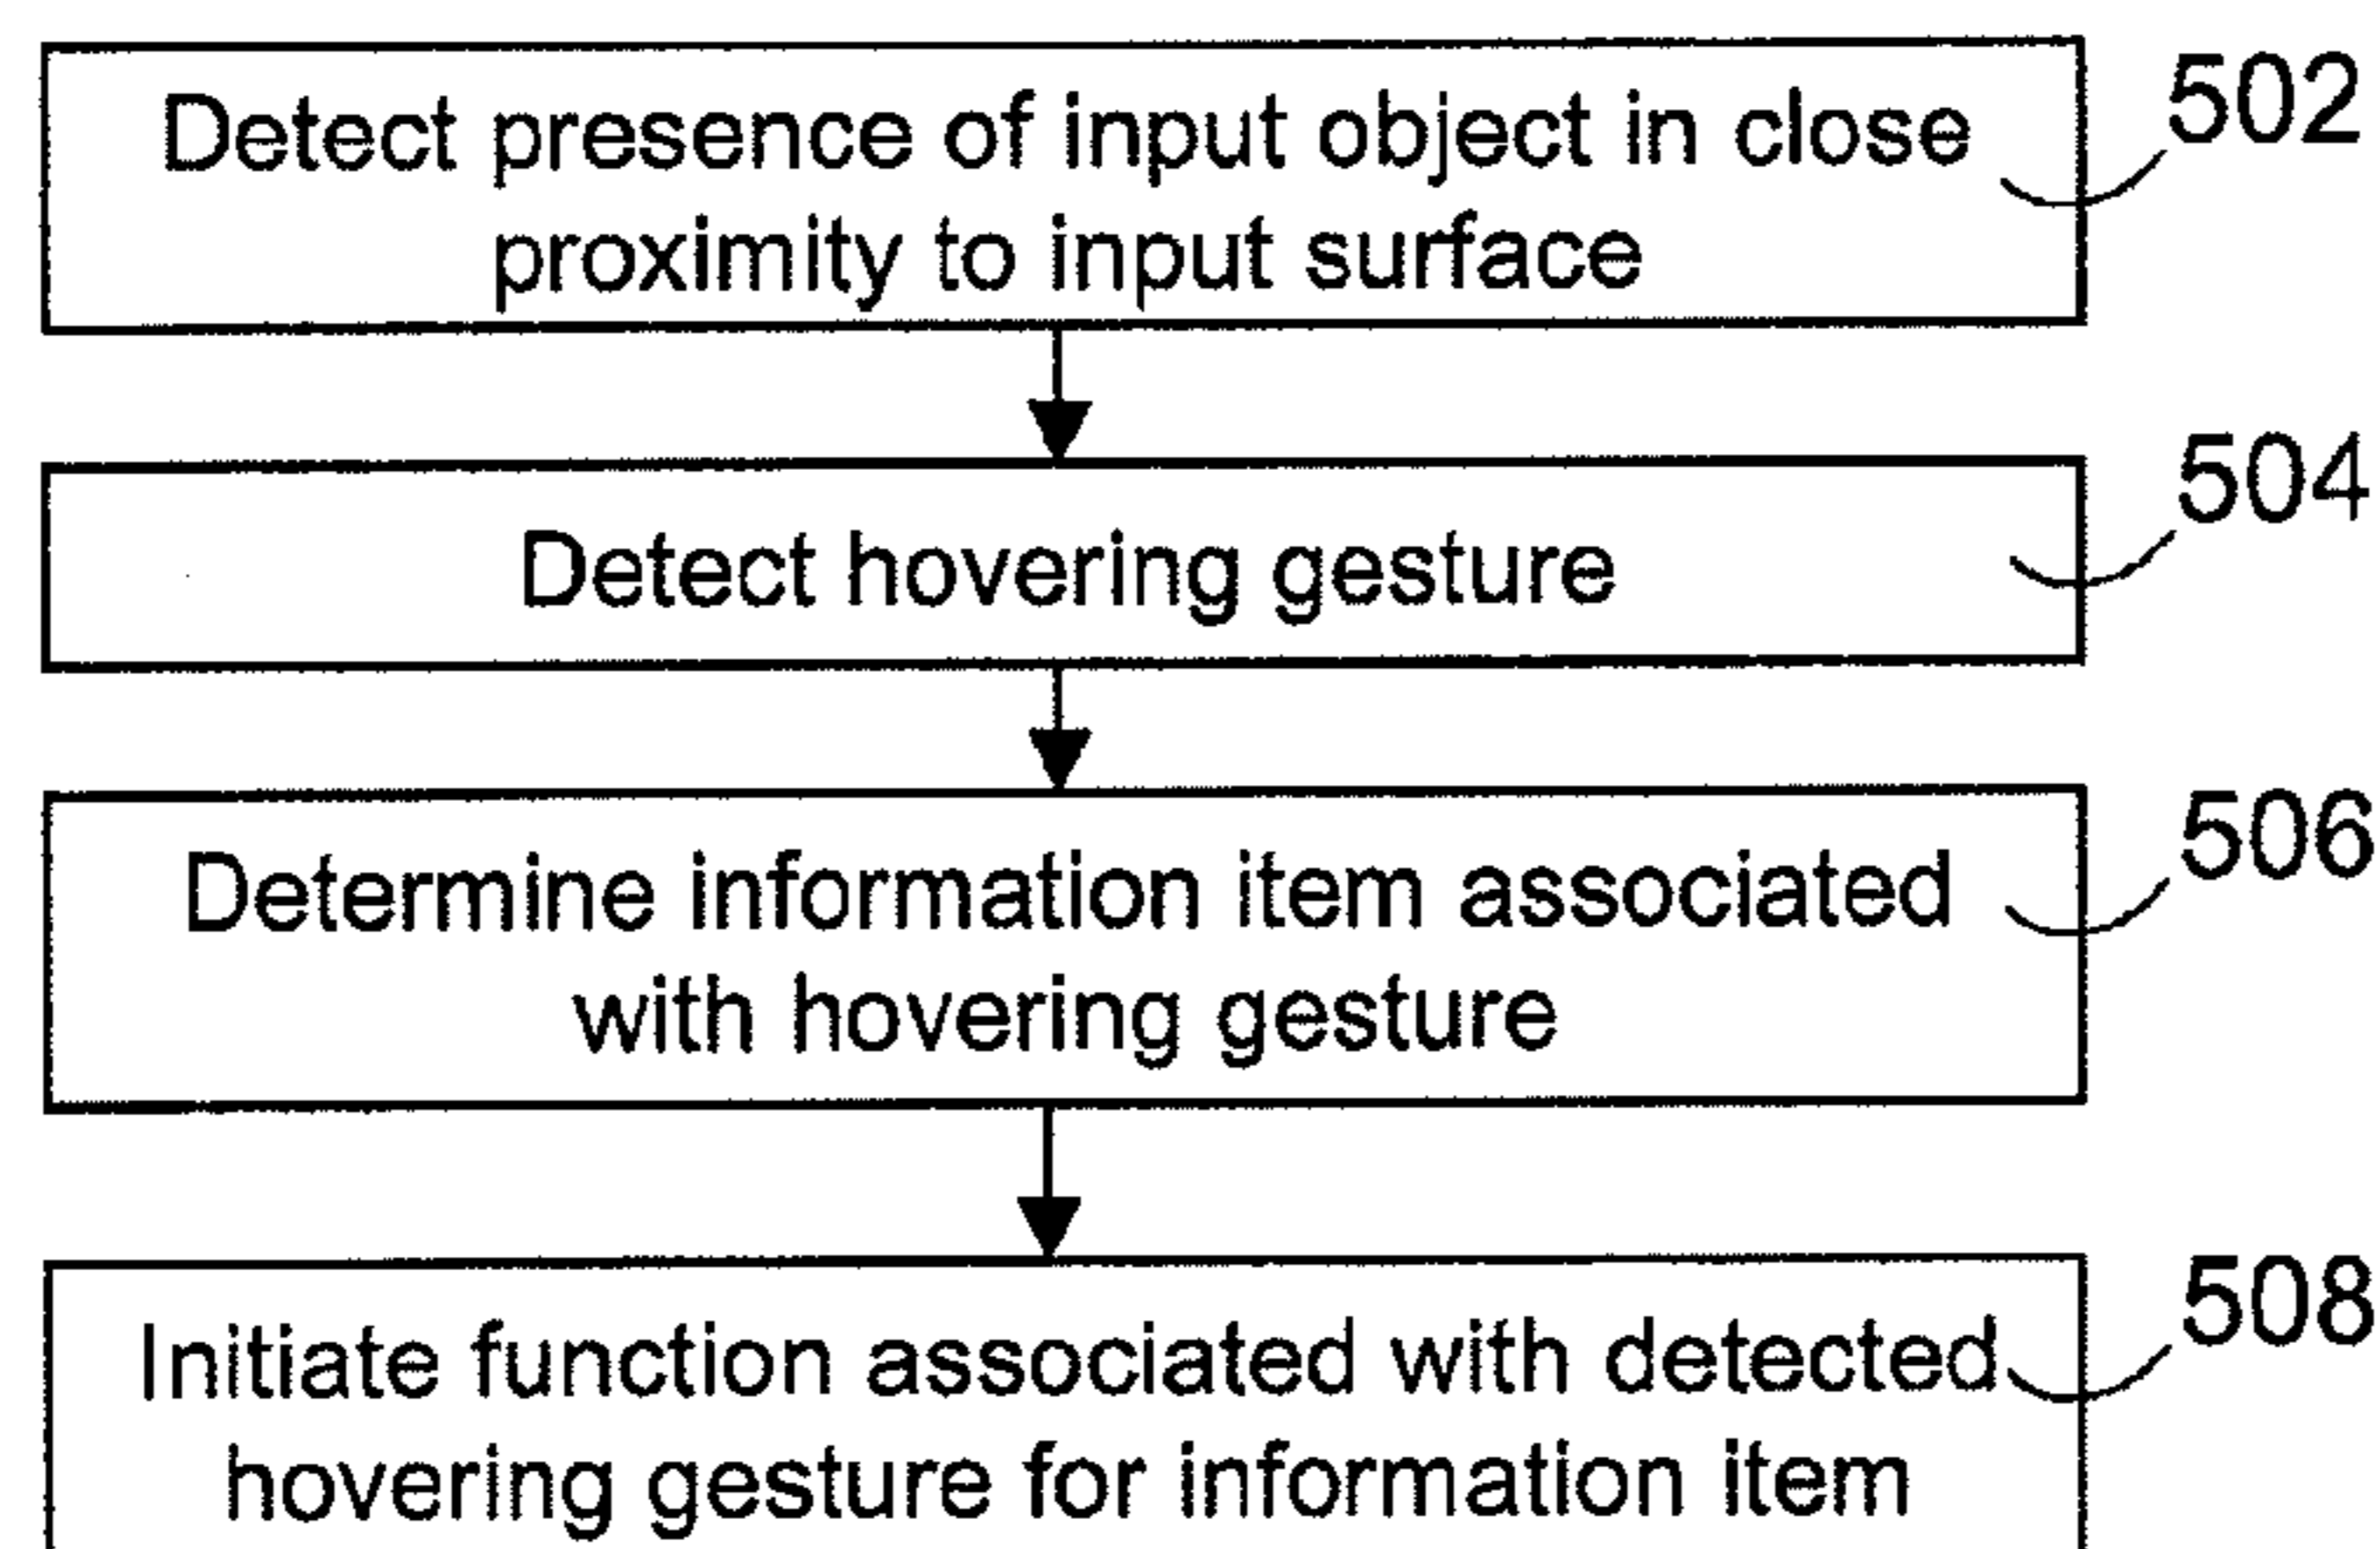 Detect presence of input object in close
proximity to input surface
502
Detect hovering gesture
504
Determine information item associated
with hovering gesture
506
Initiate function associated with detected
hovering gesture for information item
508